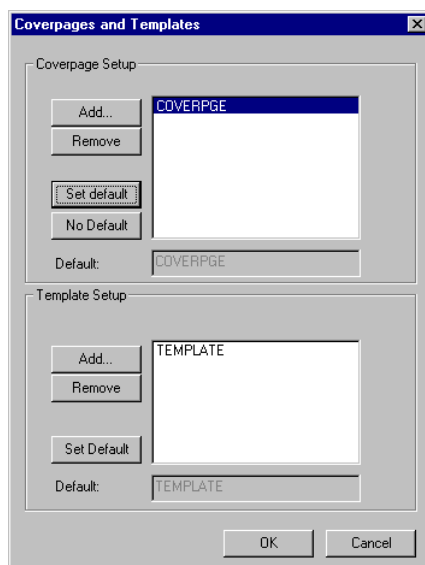 Coverpages and Templates
Coverpage Setup
Add...
COVERPGE
Remove
Set default
No Default
Default:
COVERPGE
Template Setup
Add...
TEMPLATE
Remove
Set Default
Default:
TEMPLATE
OK
Cancel